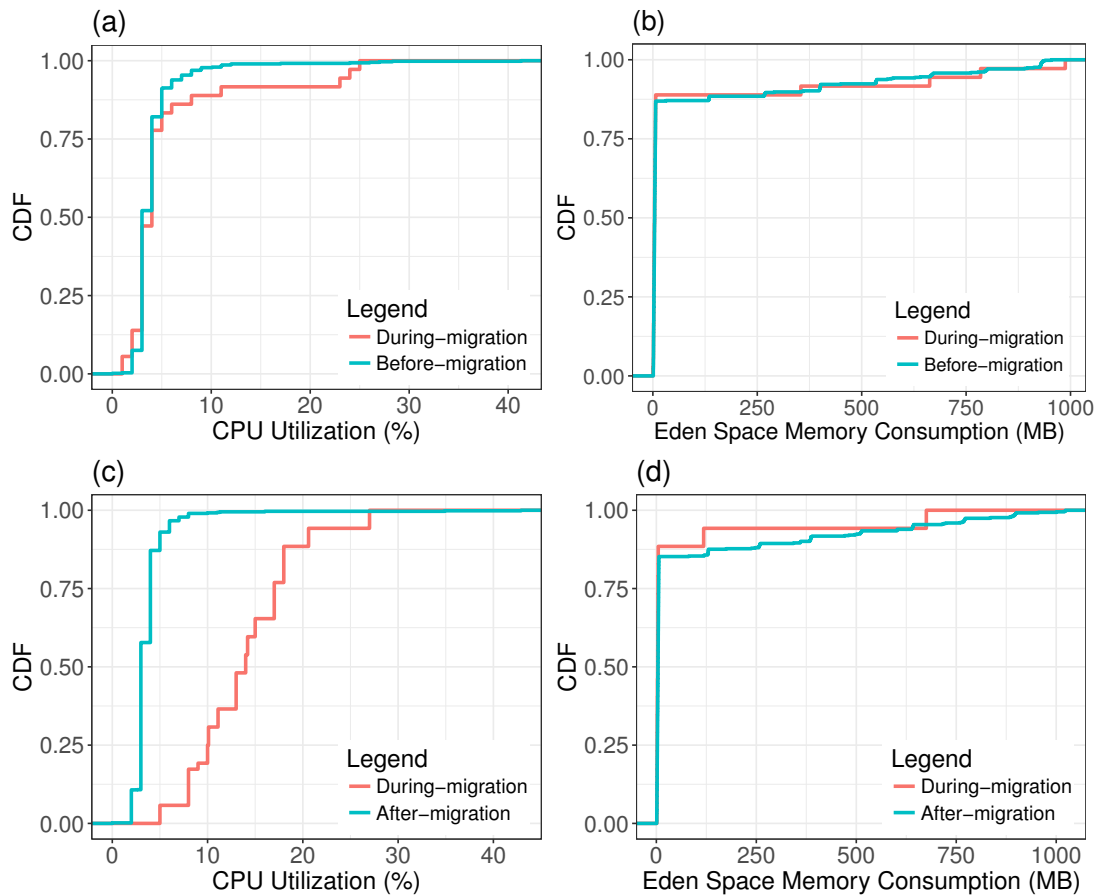 (a)
1.00
0.75
0.50
0.25
0.00
CDF
Legend
During−migration
Before−migration
0 10 20 30 40
CPU Utilization (%)
(b)
1.00
0.75
0.50
0.25
0.00
CDF
Legend
During−migration
Before−migration
0 250 500 750 1000
Eden Space Memory Consumption (MB)
(c)
1.00
0.75
0.50
0.25
0.00
CDF
Legend
During−migration
After−migration
0 10 20 30 40
CPU Utilization (%)
(d)
1.00
0.75
0.50
0.25
0.00
CDF
Legend
During−migration
After−migration
0 250 500 750 1000
Eden Space Memory Consumption (MB)